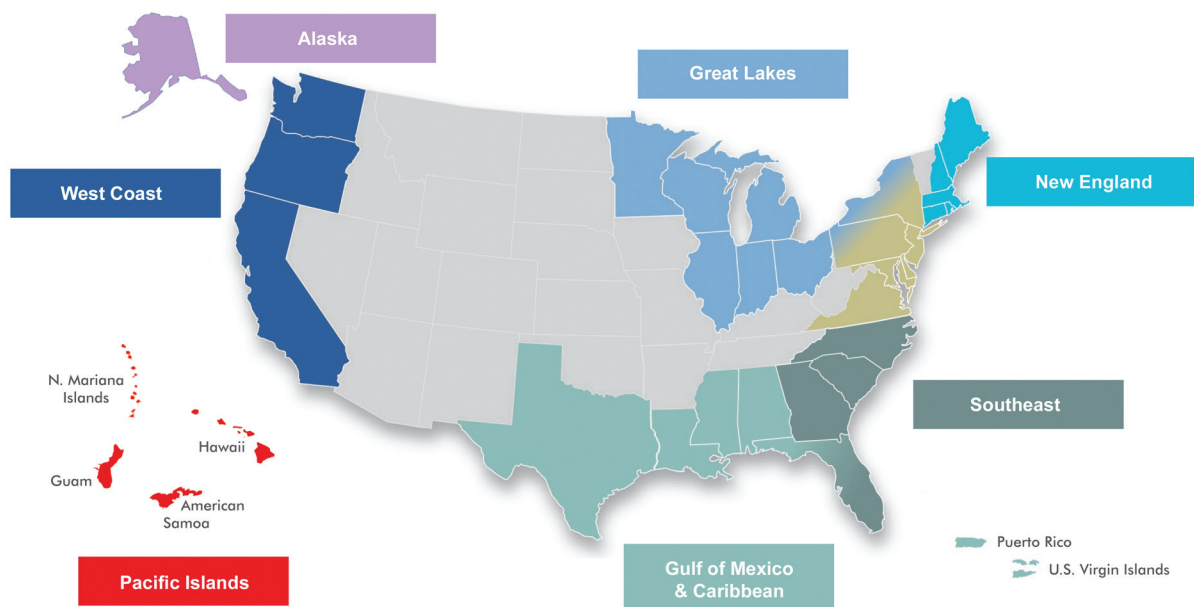 Alaska
Great Lakes
West Coast
New England
N. Mariana
Islands
Hawaii
Guam
American
Samoa
Southeast
Puerto Rico
U.S. Virgin Islands
Pacific Islands
Gulf of Mexico
& Caribbean